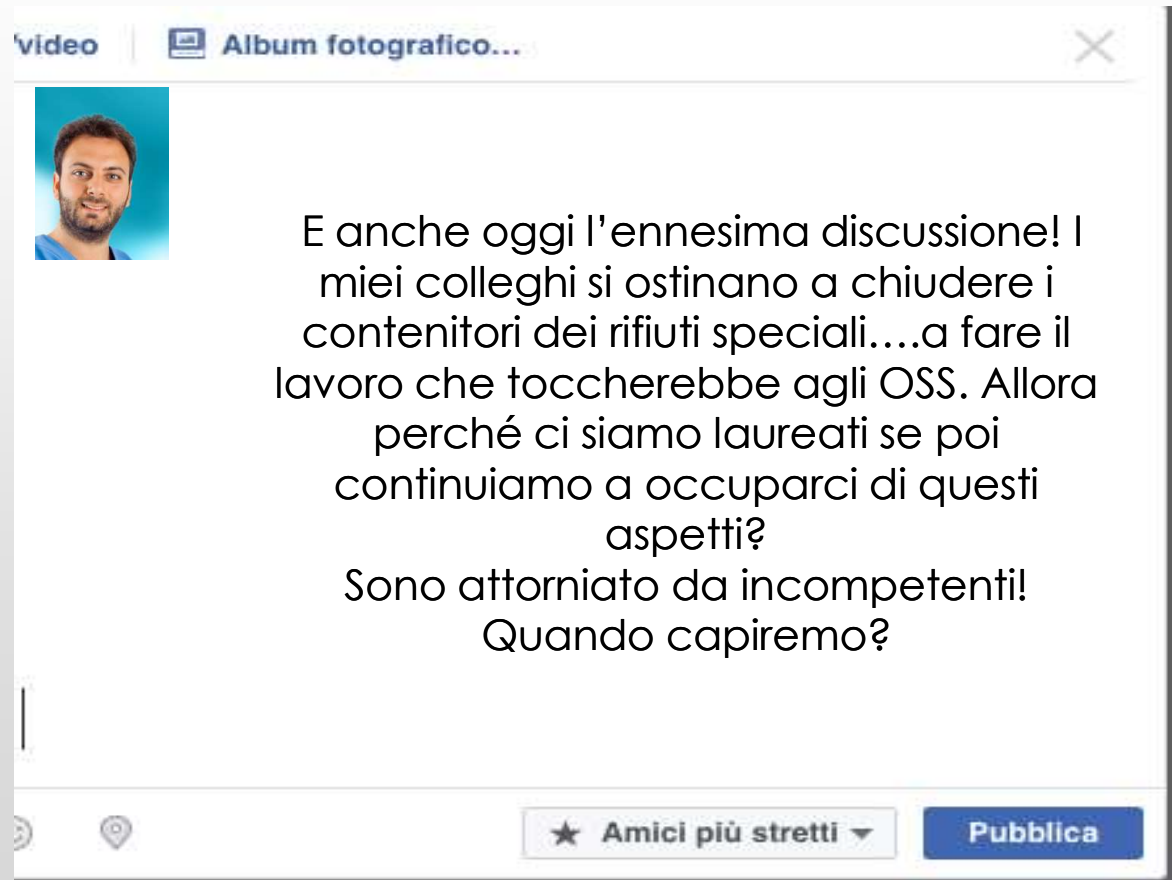 video Album fotografico...
E anche oggi l’ennesima discussione! I
miei colleghi si ostinano a chiudere i
contenitori dei rifiuti speciali….a fare il
lavoro che toccherebbe agli OSS. Allora
perché ci siamo laureati se poi
continuiamo a occuparci di questi
aspetti?
Sono attorniato da incompetenti!
Quando capiremo?
Amici più stretti Pubblica